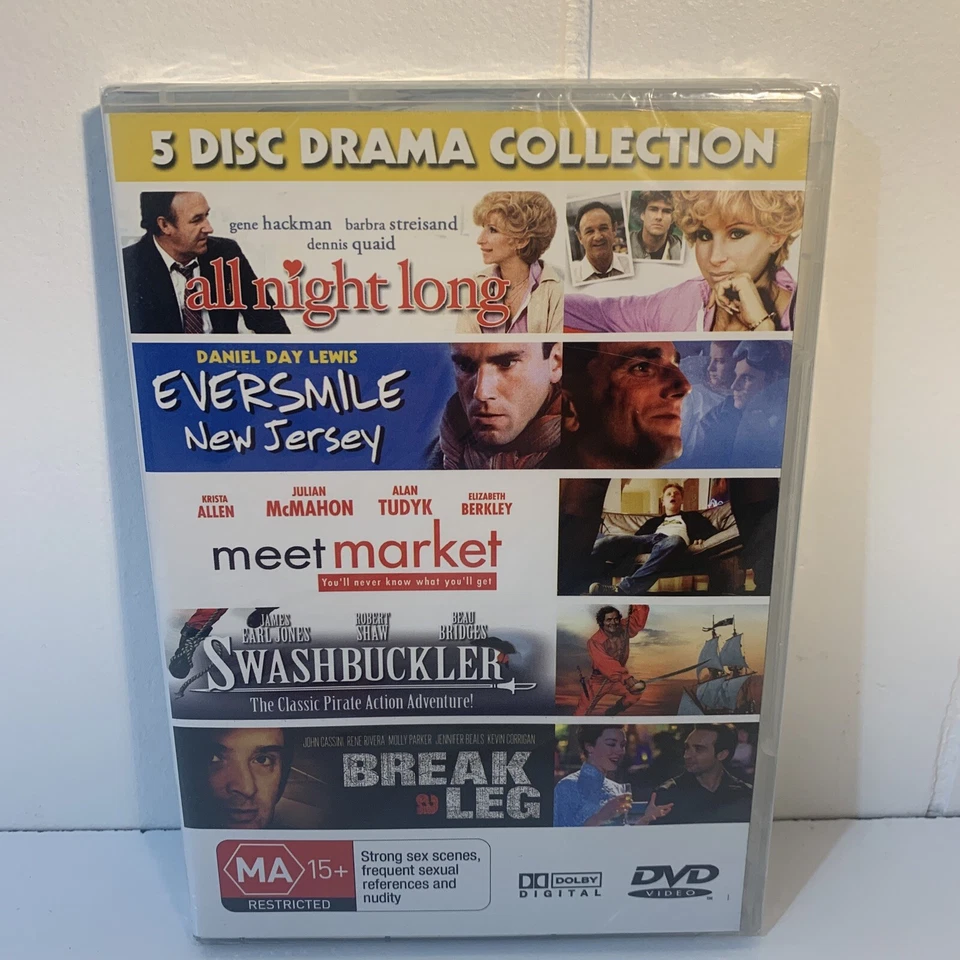 5 DISC DRAMA COLLECTION
gene hackman barbra streisand
dennis quaid
all night long
DANIEL DAY LEWIS
EVERSMILE
New Jersey
KRISTA
ALLEN
JULIAN
McMAHON
ALAN
TUDYK
ELIZABETH
BERKLEY
meet market
You'll never know what you'll get
JAMES
EARL JONES
ROBERT
SHAW
BEAU
BRIDGES
SWASHBUCKLER
The Classic Pirate Action Adventure!
JOHN CASSINI RENE RIVERA MOLLY PARKER JENNIFER BEALS KEVIN CORRIGAN
BREAK
a LEG
MA 15+
RESTRICTED
Strong sex scenes,
frequent sexual
references and
nudity
DOLBY
DIGITAL
DVD
VIDEO
TM